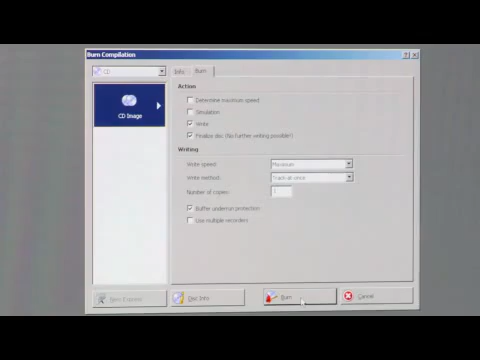 Burn Compilation
CD
Info Burn
CD Image
Action
Determine maximum speed
Simulation
Write
Finalize disc (No further writing possible!)
Writing
Write speed: Maximum
Write method: Track-at-once
Number of copies: 1
Buffer underrun protection
Use multiple recorders
Nero Express
Disc Info
Burn
Cancel